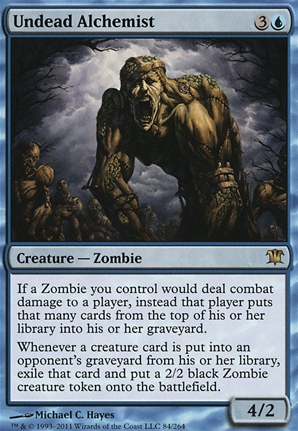 Undead Alchemist 3
Creature — Zombie
If a Zombie you control would deal combat
damage to a player, instead that player puts
that many cards from the top of his or her
library into his or her graveyard.
Whenever a creature card is put into an
opponent's graveyard from his or her library,
exile that card and put a 2/2 black Zombie
creature token onto the battlefield.
4/2
Michael C. Hayes
™ & © 1993–2011 Wizards of the Coast LLC 84/264